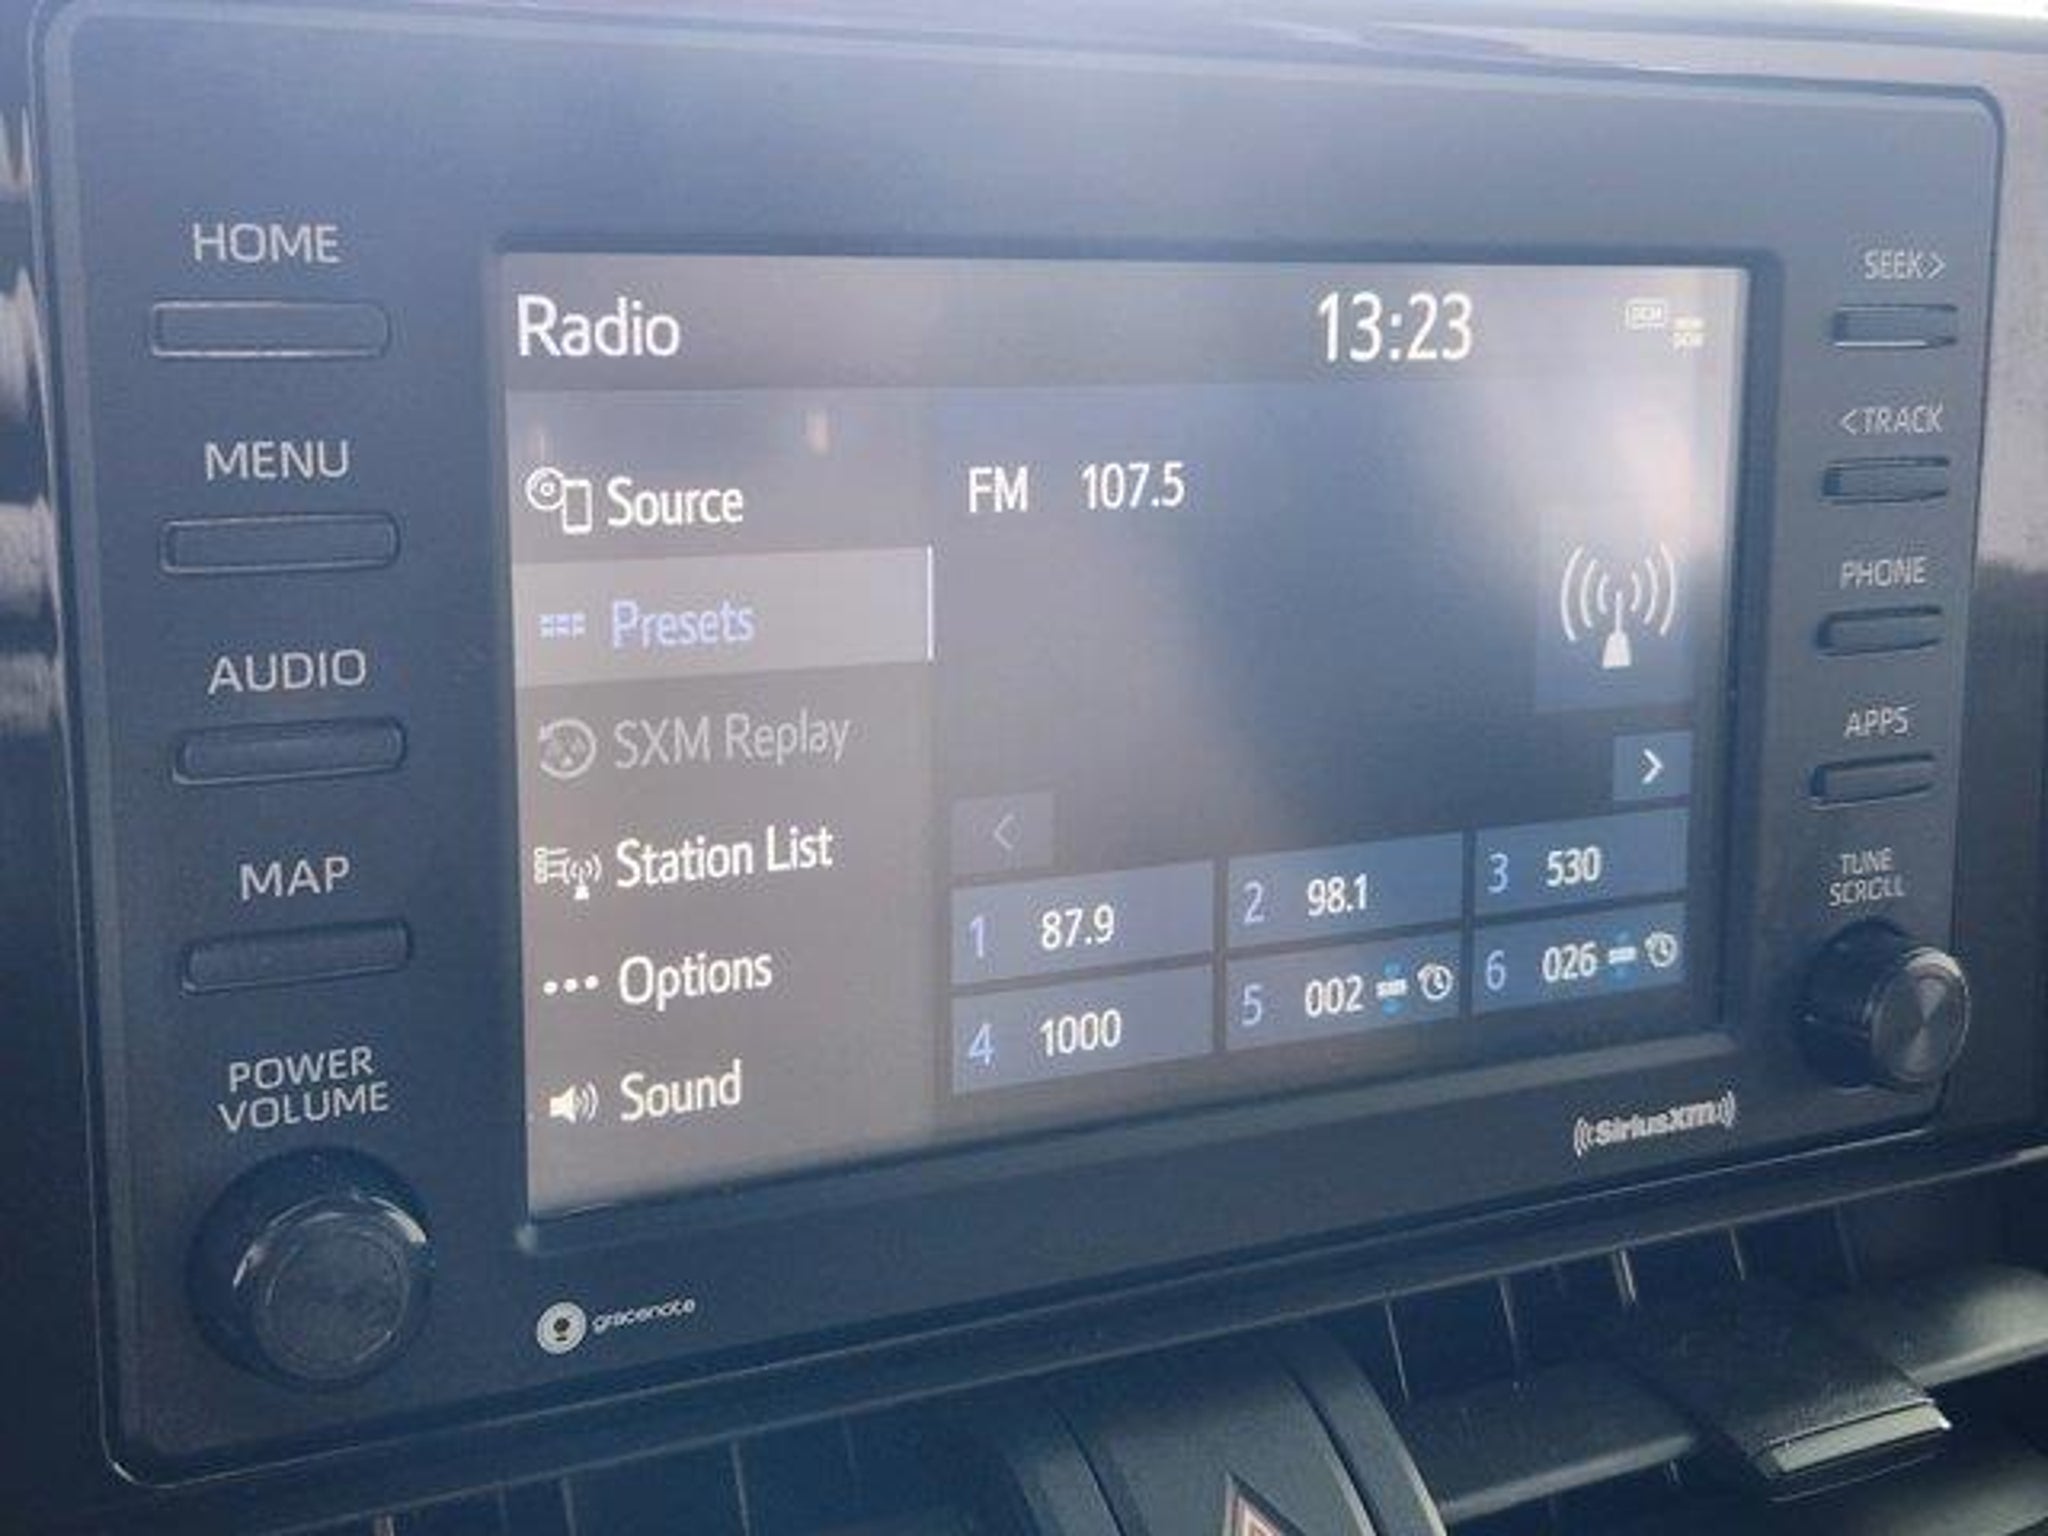 HOME
MENU
AUDIO
MAP
POWER
VOLUME
Radio
13:23
DCM
Source
Presets
SXM Replay
Station List
Options
Sound
FM 107.5
<
>
1 87.9
2 98.1
3 530
4 1000
5 002
6 026
SEEK >
< TRACK
PHONE
APPS
TUNE
SCROLL
((SiriusXM))
gracenote